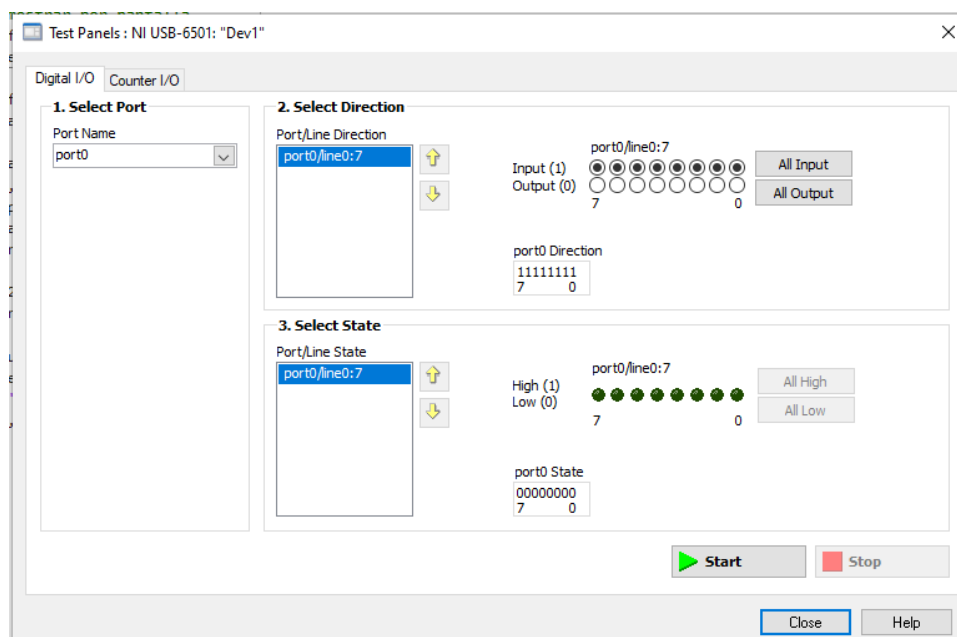 Test Panels : NI USB-6501: "Dev1"
Digital I/O Counter I/O
1. Select Port
Port Name
port0
2. Select Direction
Port/Line Direction
port0/line0:7
port0/line0:7
Input (1)
Output (0)
7 0
All Input
All Output
port0 Direction
11111111
7 0
3. Select State
Port/Line State
port0/line0:7
port0/line0:7
High (1)
Low (0)
7 0
All High
All Low
port0 State
00000000
7 0
Start Stop
Close Help